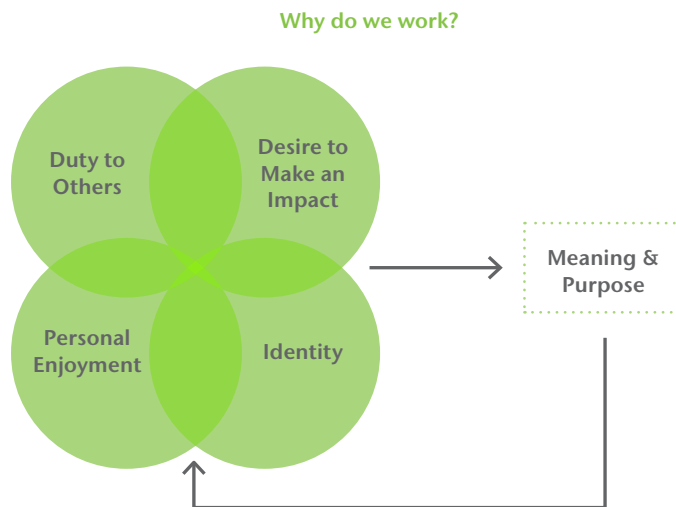 Why do we work?
Duty to
Others
Desire to
Make an
Impact
Meaning &
Purpose
Personal
Enjoyment
Identity